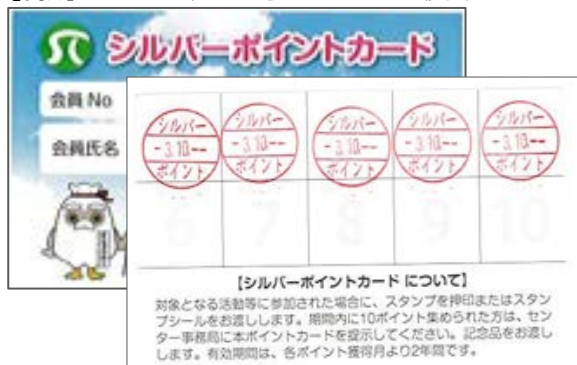 シルバーポイントカード
会員 No
会員氏名
シルバー シルバー シルバー シルバー シルバー
-3.10-- -3.10-- -3.10-- -3.10-- -3.10--
ポイント ポイント ポイント ポイント ポイント
6 7 8 9 10
【シルバーポイントカード について】
対象となる活動等に参加された場合に、スタンプを押印またはスタン
プシールをお渡しします。期間内に10ポイント集められた方は、セン
ター事務局に本ポイントカードを提示してください。記念品をお渡し
します。有効期間は、各ポイント獲得月より2年間です。